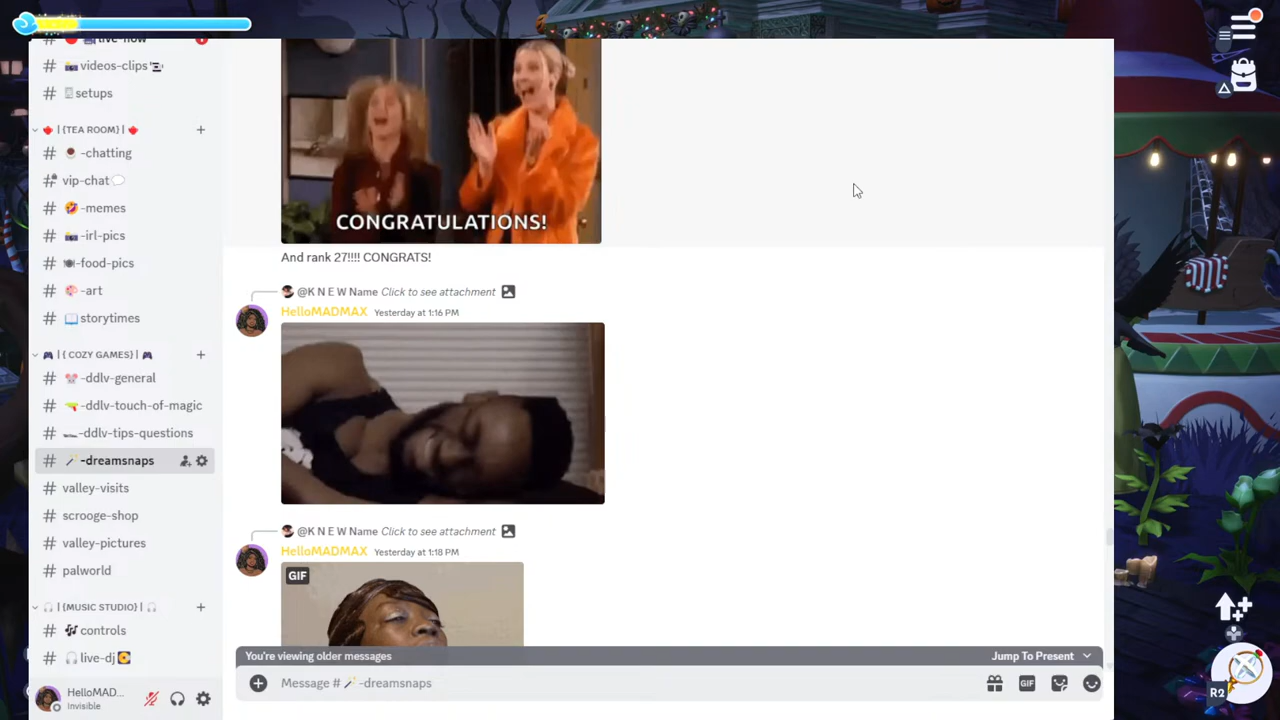 live-now
videos-clips
setups
| {TEA ROOM} |
-chatting
vip-chat
-memes
-irl-pics
-food-pics
-art
storytimes
| { COZY GAMES} |
-ddlv-general
-ddlv-touch-of-magic
-ddlv-tips-questions
-dreamsnaps
valley-visits
scrooge-shop
valley-pictures
palworld
| {MUSIC STUDIO} |
controls
live-dj
HelloMAD...
Invisible
CONGRATULATIONS!
And rank 27!!!! CONGRATS!
@K N E W Name Click to see attachment
HelloMADMAX Yesterday at 1:16 PM
@K N E W Name Click to see attachment
HelloMADMAX Yesterday at 1:18 PM
GIF
You're viewing older messages
Jump To Present
Message # -dreamsnaps
GIF
R2